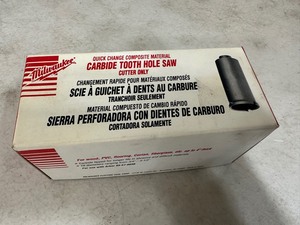 Milwaukee
QUICK CHANGE COMPOSITE MATERIAL
CARBIDE TOOTH HOLE SAW
CUTTER ONLY
CHANGEMENT RAPIDE POUR MATÉRIAUX COMPOSÉS
SCIE À GUICHET À DENTS AU CARBURE
TRANCHOIR SEULEMENT
MATERIAL COMPUESTO DE CAMBIO RÁPIDO
SIERRA PERFORADORA CON DIENTES DE CARBURO
CORTADORA SOLAMENTE